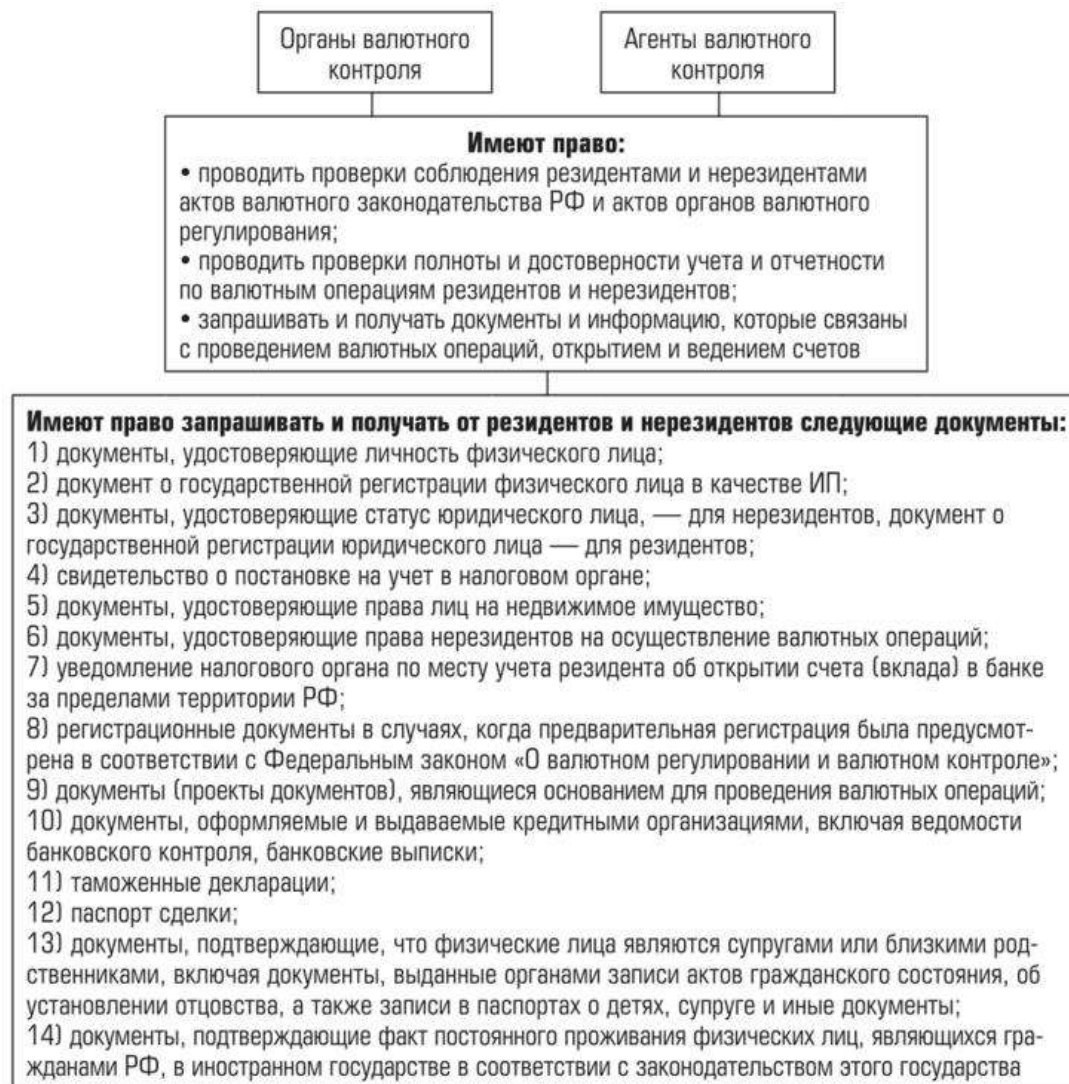 Органы валютного
контроля
Агенты валютного
контроля
Имеют право:
• проводить проверки соблюдения резидентами и нерезидентами
актов валютного законодательства РФ и актов органов валютного
регулирования;
• проводить проверки полноты и достоверности учета и отчетности
по валютным операциям резидентов и нерезидентов;
• запрашивать и получать документы и информацию, которые связаны
с проведением валютных операций, открытием и ведением счетов
Имеют право запрашивать и получать от резидентов и нерезидентов следующие документы:
1) документы, удостоверяющие личность физического лица;
2) документ о государственной регистрации физического лица в качестве ИП;
3) документы, удостоверяющие статус юридического лица, — для нерезидентов, документ о
государственной регистрации юридического лица — для резидентов;
4) свидетельство о постановке на учет в налоговом органе;
5) документы, удостоверяющие права лиц на недвижимое имущество;
6) документы, удостоверяющие права нерезидентов на осуществление валютных операций;
7) уведомление налогового органа по месту учета резидента об открытии счета (вклада) в банке
за пределами территории РФ;
8) регистрационные документы в случаях, когда предварительная регистрация была предусмот-
рена в соответствии с Федеральным законом «О валютном регулировании и валютном контроле»;
9) документы (проекты документов), являющиеся основанием для проведения валютных операций;
10) документы, оформляемые и выдаваемые кредитными организациями, включая ведомости
банковского контроля, банковские выписки;
11) таможенные декларации;
12) паспорт сделки;
13) документы, подтверждающие, что физические лица являются супругами или близкими род-
ственниками, включая документы, выданные органами записи актов гражданского состояния, об
установлении отцовства, а также записи в паспортах о детях, супруге и иные документы;
14) документы, подтверждающие факт постоянного проживания физических лиц, являющихся гра-
жданами РФ, в иностранном государстве в соответствии с законодательством этого государства